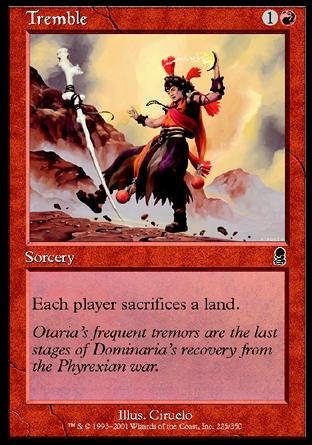 Tremble 1
Sorcery
Each player sacrifices a land.
Otaria's frequent tremors are the last
stages of Dominaria's recovery from
the Phyrexian war.
Illus. Ciruelo
™ & © 1993–2001 Wizards of the Coast, Inc. 225/350